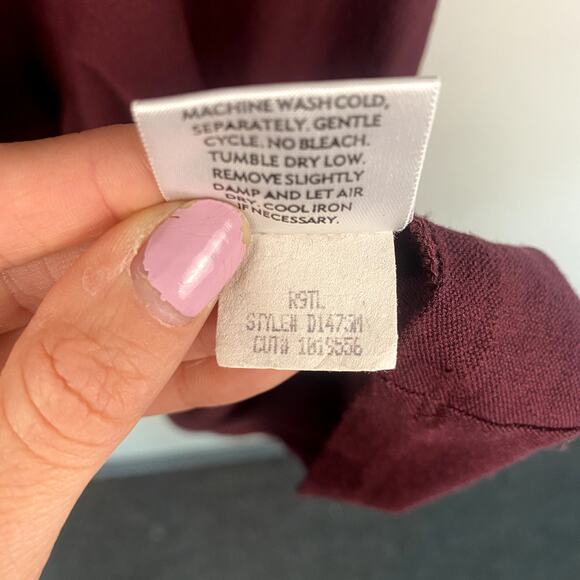 MACHINE WASH COLD,
SEPARATELY. GENTLE
CYCLE. NO BLEACH.
TUMBLE DRY LOW.
REMOVE SLIGHTLY
DAMP AND LET AIR
DRY. COOL IRON
IF NECESSARY.
R9TL
STYLE# D1475M
CUT# 1019556